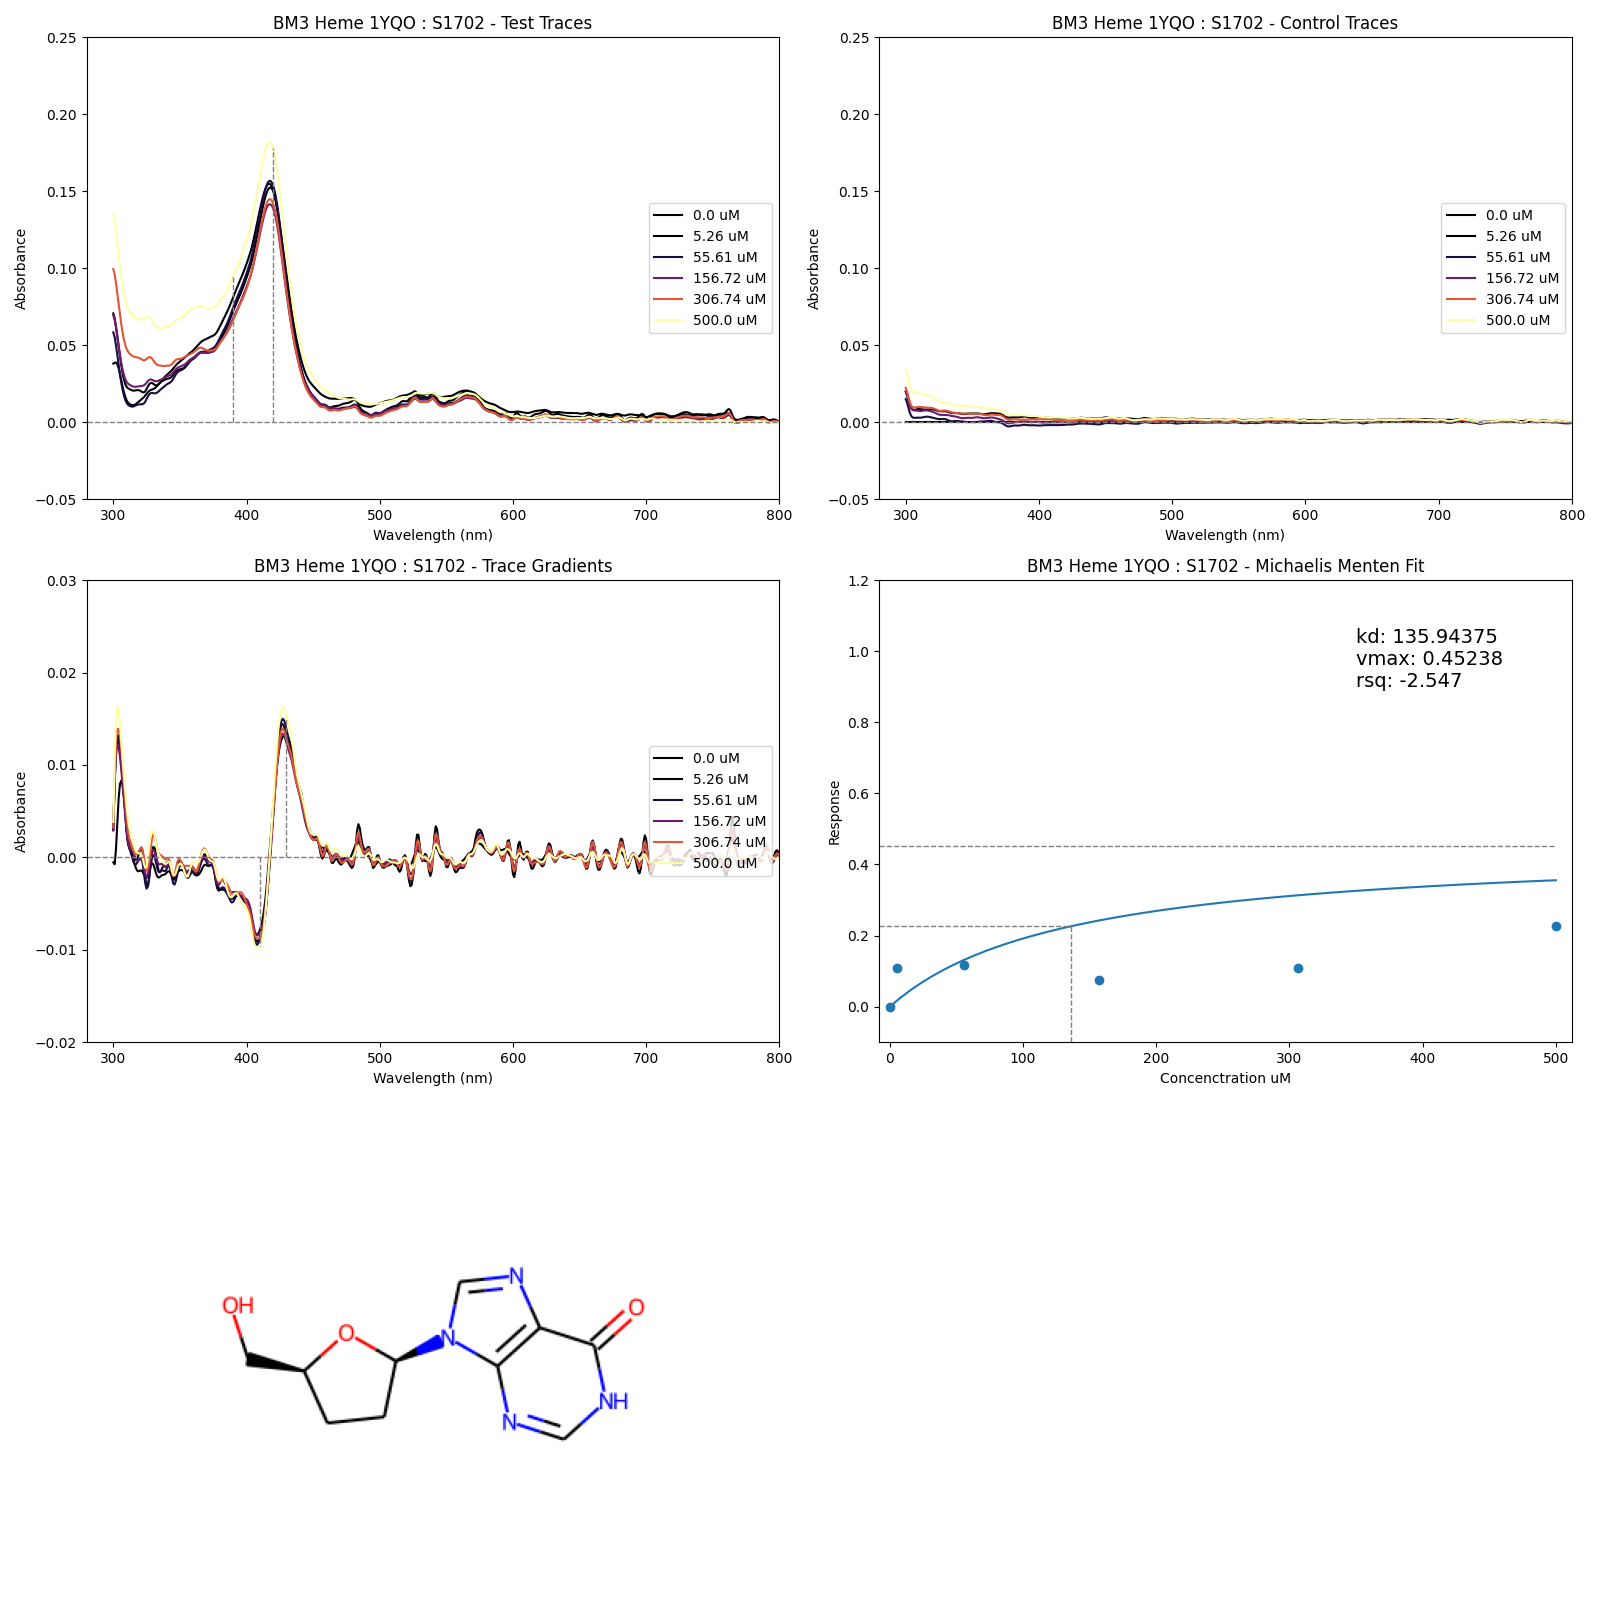 BM3 Heme 1YQO : S1702 - Test Traces
0.25
0.20
0.15
0.10
0.05
0.00
−0.05
Absorbance
300
400
500
600
700
800
Wavelength (nm)
0.0 uM
5.26 uM
55.61 uM
156.72 uM
306.74 uM
500.0 uM
BM3 Heme 1YQO : S1702 - Control Traces
0.25
0.20
0.15
0.10
0.05
0.00
−0.05
Absorbance
300
400
500
600
700
800
Wavelength (nm)
0.0 uM
5.26 uM
55.61 uM
156.72 uM
306.74 uM
500.0 uM
BM3 Heme 1YQO : S1702 - Trace Gradients
0.03
0.02
0.01
0.00
−0.01
−0.02
Absorbance
300
400
500
600
700
800
Wavelength (nm)
0.0 uM
5.26 uM
55.61 uM
156.72 uM
306.74 uM
500.0 uM
BM3 Heme 1YQO : S1702 - Michaelis Menten Fit
kd: 135.94375
vmax: 0.45238
rsq: -2.547
1.2
1.0
0.8
0.6
0.4
0.2
0.0
Response
0
100
200
300
400
500
Concenctration uM
OH
O
N
N
O
NH
N